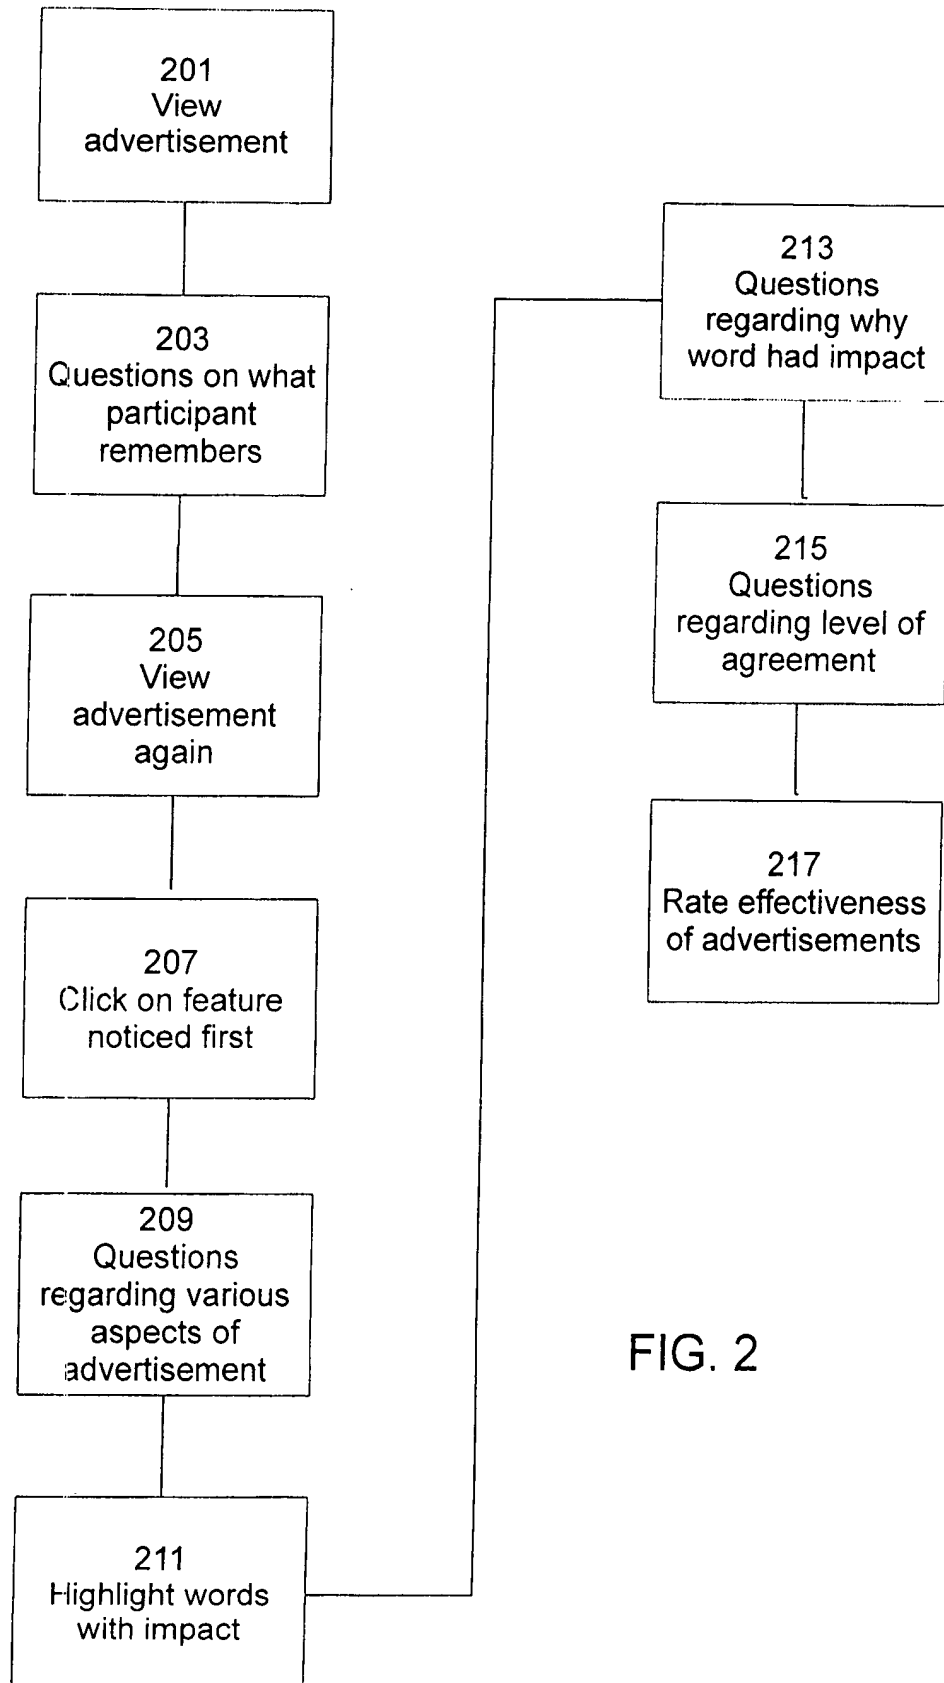 201
View
advertisement
203
Questions on what
participant
remembers
205
View
advertisement
again
207
Click on feature
noticed first
209
Questions
regarding various
aspects of
advertisement
211
Highlight words
with impact
213
Questions
regarding why
word had impact
215
Questions
regarding level of
agreement
217
Rate effectiveness
of advertisements
FIG. 2